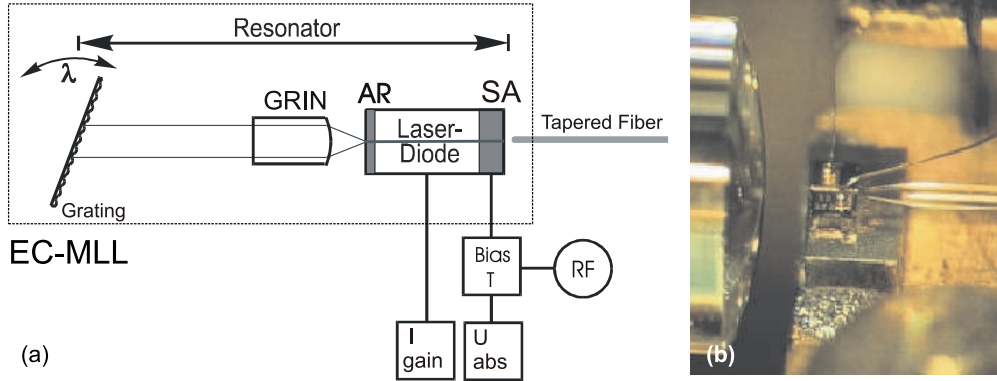 Resonator
λ
GRIN
AR
SA
Laser-
Diode
Tapered Fiber
Grating
EC-MLL
Bias
T
RF
I
gain
U
abs
(a)
(b)